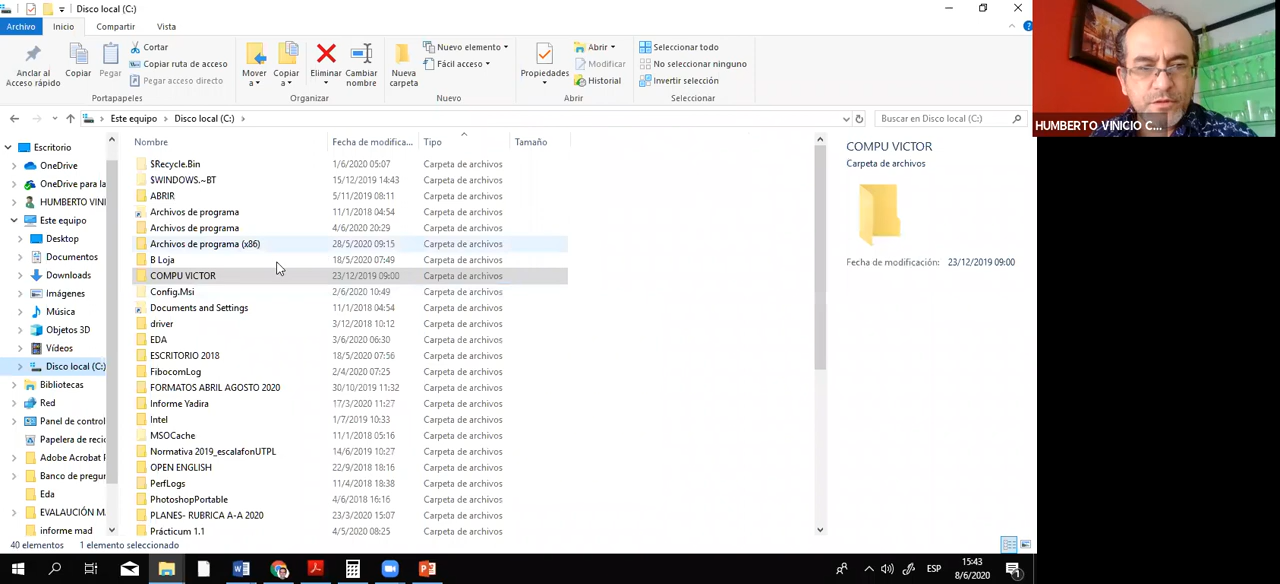 Disco local (C:)
Archivo Inicio Compartir Vista
Anclar al Acceso rápido
Copiar
Pegar
Cortar
Copiar ruta de acceso
Pegar acceso directo
Portapapeles
Mover a
Copiar a
Eliminar
Cambiar nombre
Organizar
Nueva carpeta
Nuevo elemento
Fácil acceso
Nuevo
Propiedades
Abrir
Modificar
Historial
Abrir
Seleccionar todo
No seleccionar ninguno
Invertir selección
Seleccionar
HUMBERTO VINICIO C...
Este equipo > Disco local (C:) >
Buscar en Disco local (C:)
Escritorio
OneDrive
OneDrive para la
HUMBERTO VINI
Este equipo
Desktop
Documentos
Downloads
Imágenes
Música
Objetos 3D
Vídeos
Disco local (C:)
Bibliotecas
Red
Panel de control
Papelera de reci
Adobe Acrobat F
Banco de pregu
Eda
EVALAUCIÓN M
informe mad
Nombre Fecha de modifica... Tipo Tamaño
$Recycle.Bin 1/6/2020 05:07 Carpeta de archivos
$WINDOWS.~BT 15/12/2019 14:43 Carpeta de archivos
ABRIR 5/11/2019 08:11 Carpeta de archivos
Archivos de programa 11/1/2018 04:54 Carpeta de archivos
Archivos de programa 4/6/2020 20:29 Carpeta de archivos
Archivos de programa (x86) 28/5/2020 09:15 Carpeta de archivos
B Loja 18/5/2020 07:49 Carpeta de archivos
COMPU VICTOR 23/12/2019 09:00 Carpeta de archivos
Config.Msi 2/6/2020 10:49 Carpeta de archivos
Documents and Settings 11/1/2018 04:54 Carpeta de archivos
driver 3/12/2018 10:12 Carpeta de archivos
EDA 3/6/2020 06:30 Carpeta de archivos
ESCRITORIO 2018 18/5/2020 07:56 Carpeta de archivos
FibocomLog 2/4/2020 07:25 Carpeta de archivos
FORMATOS ABRIL AGOSTO 2020 30/10/2019 11:32 Carpeta de archivos
Informe Yadira 17/3/2020 11:27 Carpeta de archivos
Intel 1/7/2019 10:33 Carpeta de archivos
MSOCache 11/1/2018 05:16 Carpeta de archivos
Normativa 2019_escalafonUTPL 14/6/2019 10:27 Carpeta de archivos
OPEN ENGLISH 22/9/2018 18:16 Carpeta de archivos
PerfLogs 11/4/2018 18:38 Carpeta de archivos
PhotoshopPortable 4/6/2018 16:16 Carpeta de archivos
PLANES- RUBRICA A-A 2020 23/3/2020 15:07 Carpeta de archivos
Prácticum 1.1 4/5/2020 08:25 Carpeta de archivos
COMPU VICTOR
Carpeta de archivos
Fecha de modificación: 23/12/2019 09:00
40 elementos 1 elemento seleccionado
ESP
15:43
8/6/2020